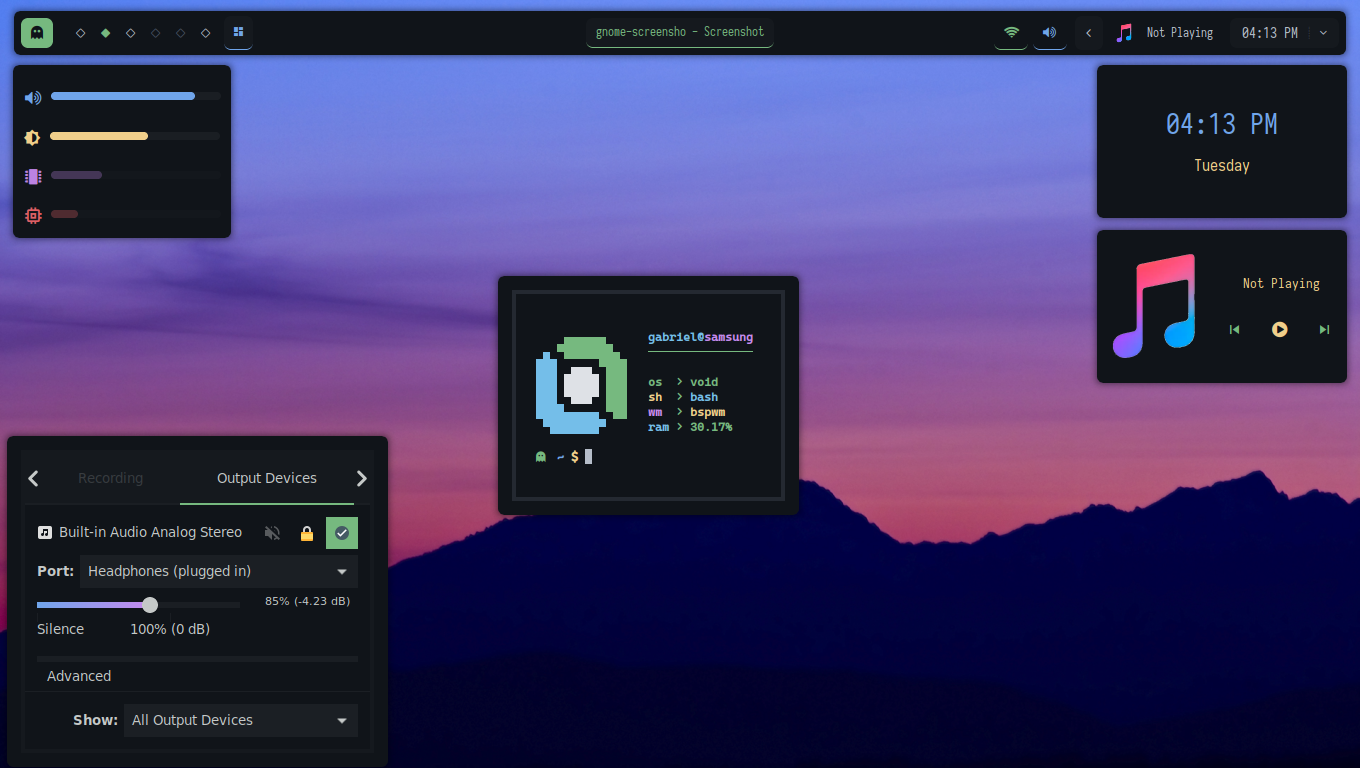 gnome-screensho - Screenshot
Not Playing
04:13 PM
04:13 PM
Tuesday
Not Playing
gabriel@samsung
os > void
sh > bash
wm > bspwm
ram > 30.17%
~ $
Recording
Output Devices
Built-in Audio Analog Stereo
Port: Headphones (plugged in)
85% (-4.23 dB)
Silence 100% (0 dB)
Advanced
Show: All Output Devices